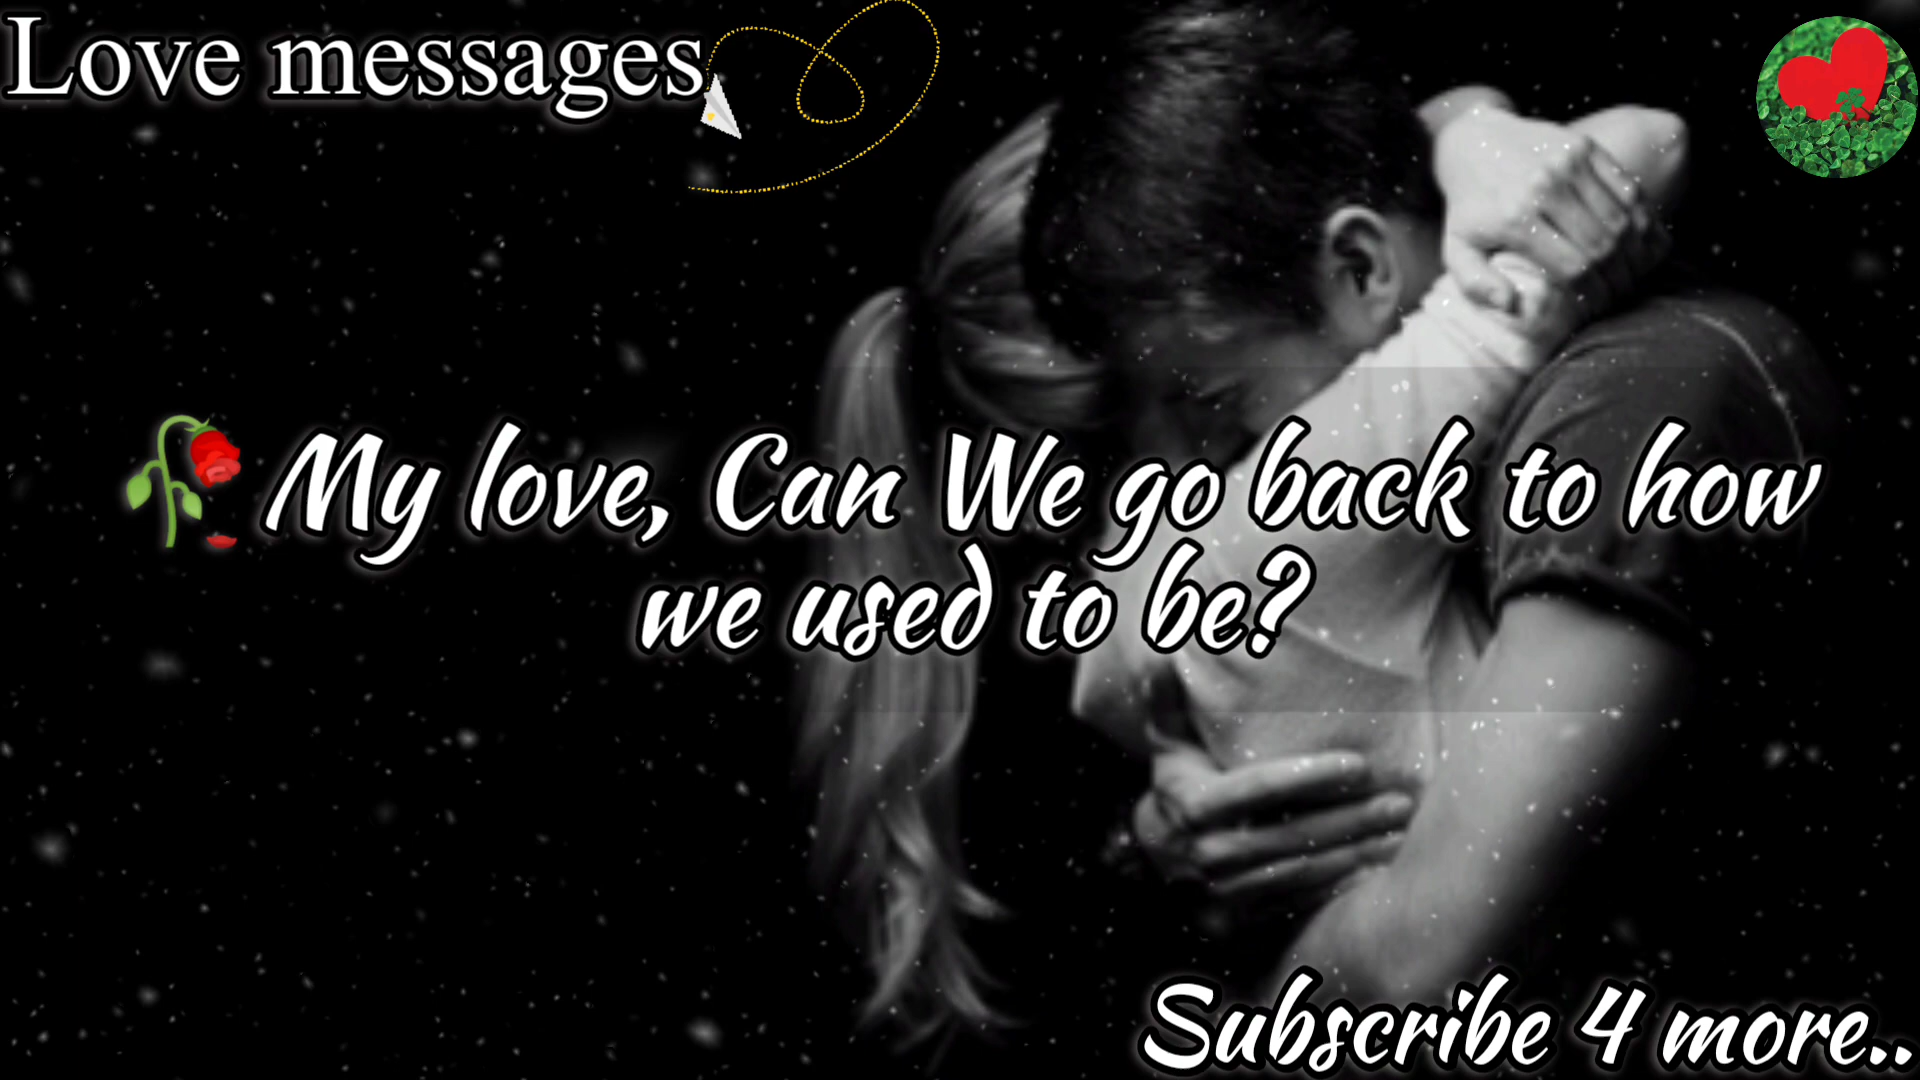 Love messages
🥀 My love, Can We go back to how
we used to be?
Subscribe 4 more..